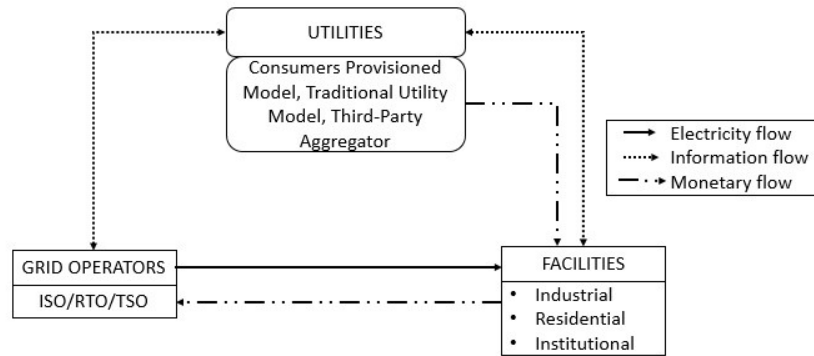 UTILITIES
Consumers Provisioned
Model, Traditional Utility
Model, Third-Party
Aggregator
Electricity flow
Information flow
Monetary flow
GRID OPERATORS
ISO/RTO/TSO
FACILITIES
• Industrial
• Residential
• Institutional